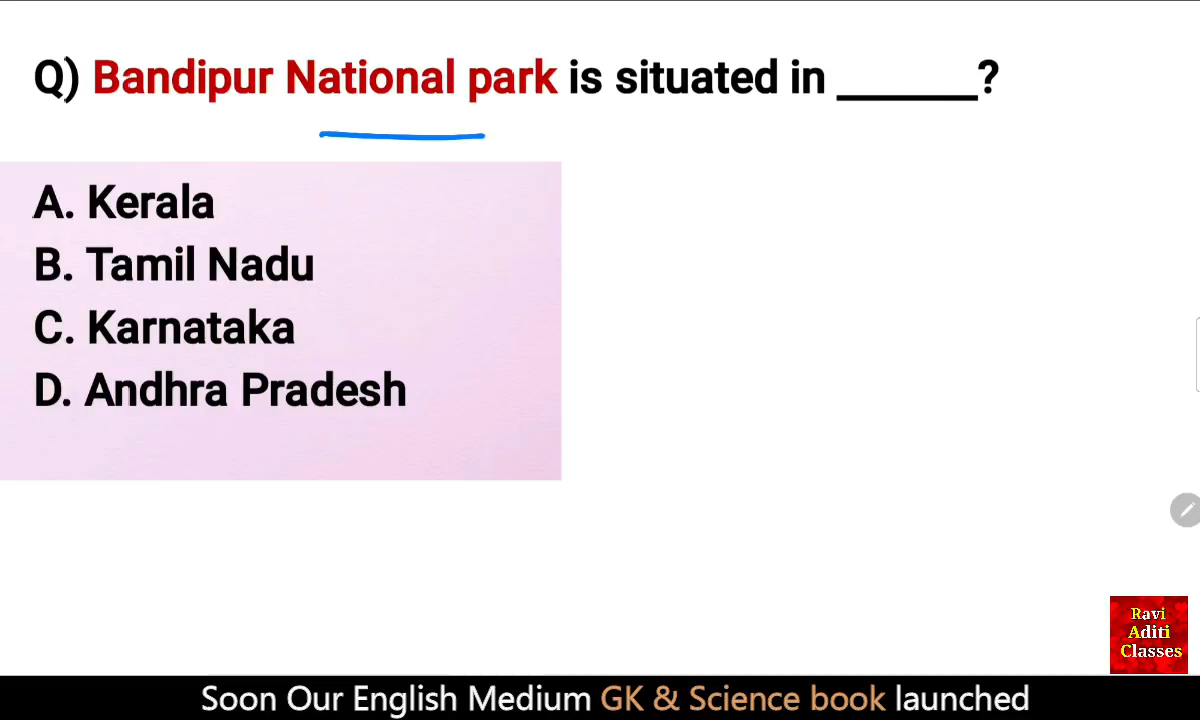 Q) Bandipur National park is situated in ______?
A. Kerala
B. Tamil Nadu
C. Karnataka
D. Andhra Pradesh
Ravi
Aditi
Classes
Soon Our English Medium GK & Science book launched